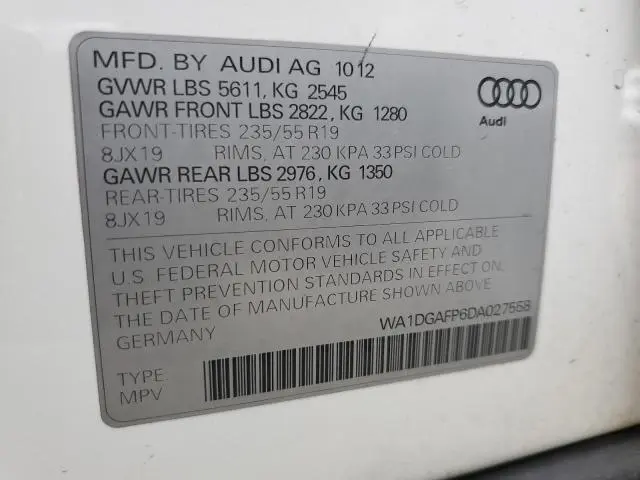 MFD. BY AUDI AG 10 12
GVWR LBS 5611, KG 2545
GAWR FRONT LBS 2822, KG 1280
FRONT-TIRES 235/55 R19
8JX19 RIMS, AT 230 KPA 33 PSI COLD
GAWR REAR LBS 2976, KG 1350
REAR-TIRES 235/55 R19
8JX19 RIMS, AT 230 KPA 33 PSI COLD
Audi
THIS VEHICLE CONFORMS TO ALL APPLICABLE
U.S. FEDERAL MOTOR VEHICLE SAFETY AND
THEFT PREVENTION STANDARDS IN EFFECT ON
THE DATE OF MANUFACTURE SHOWN ABOVE
GERMANY
WA1DGAFP6DA027558
TYPE
MPV